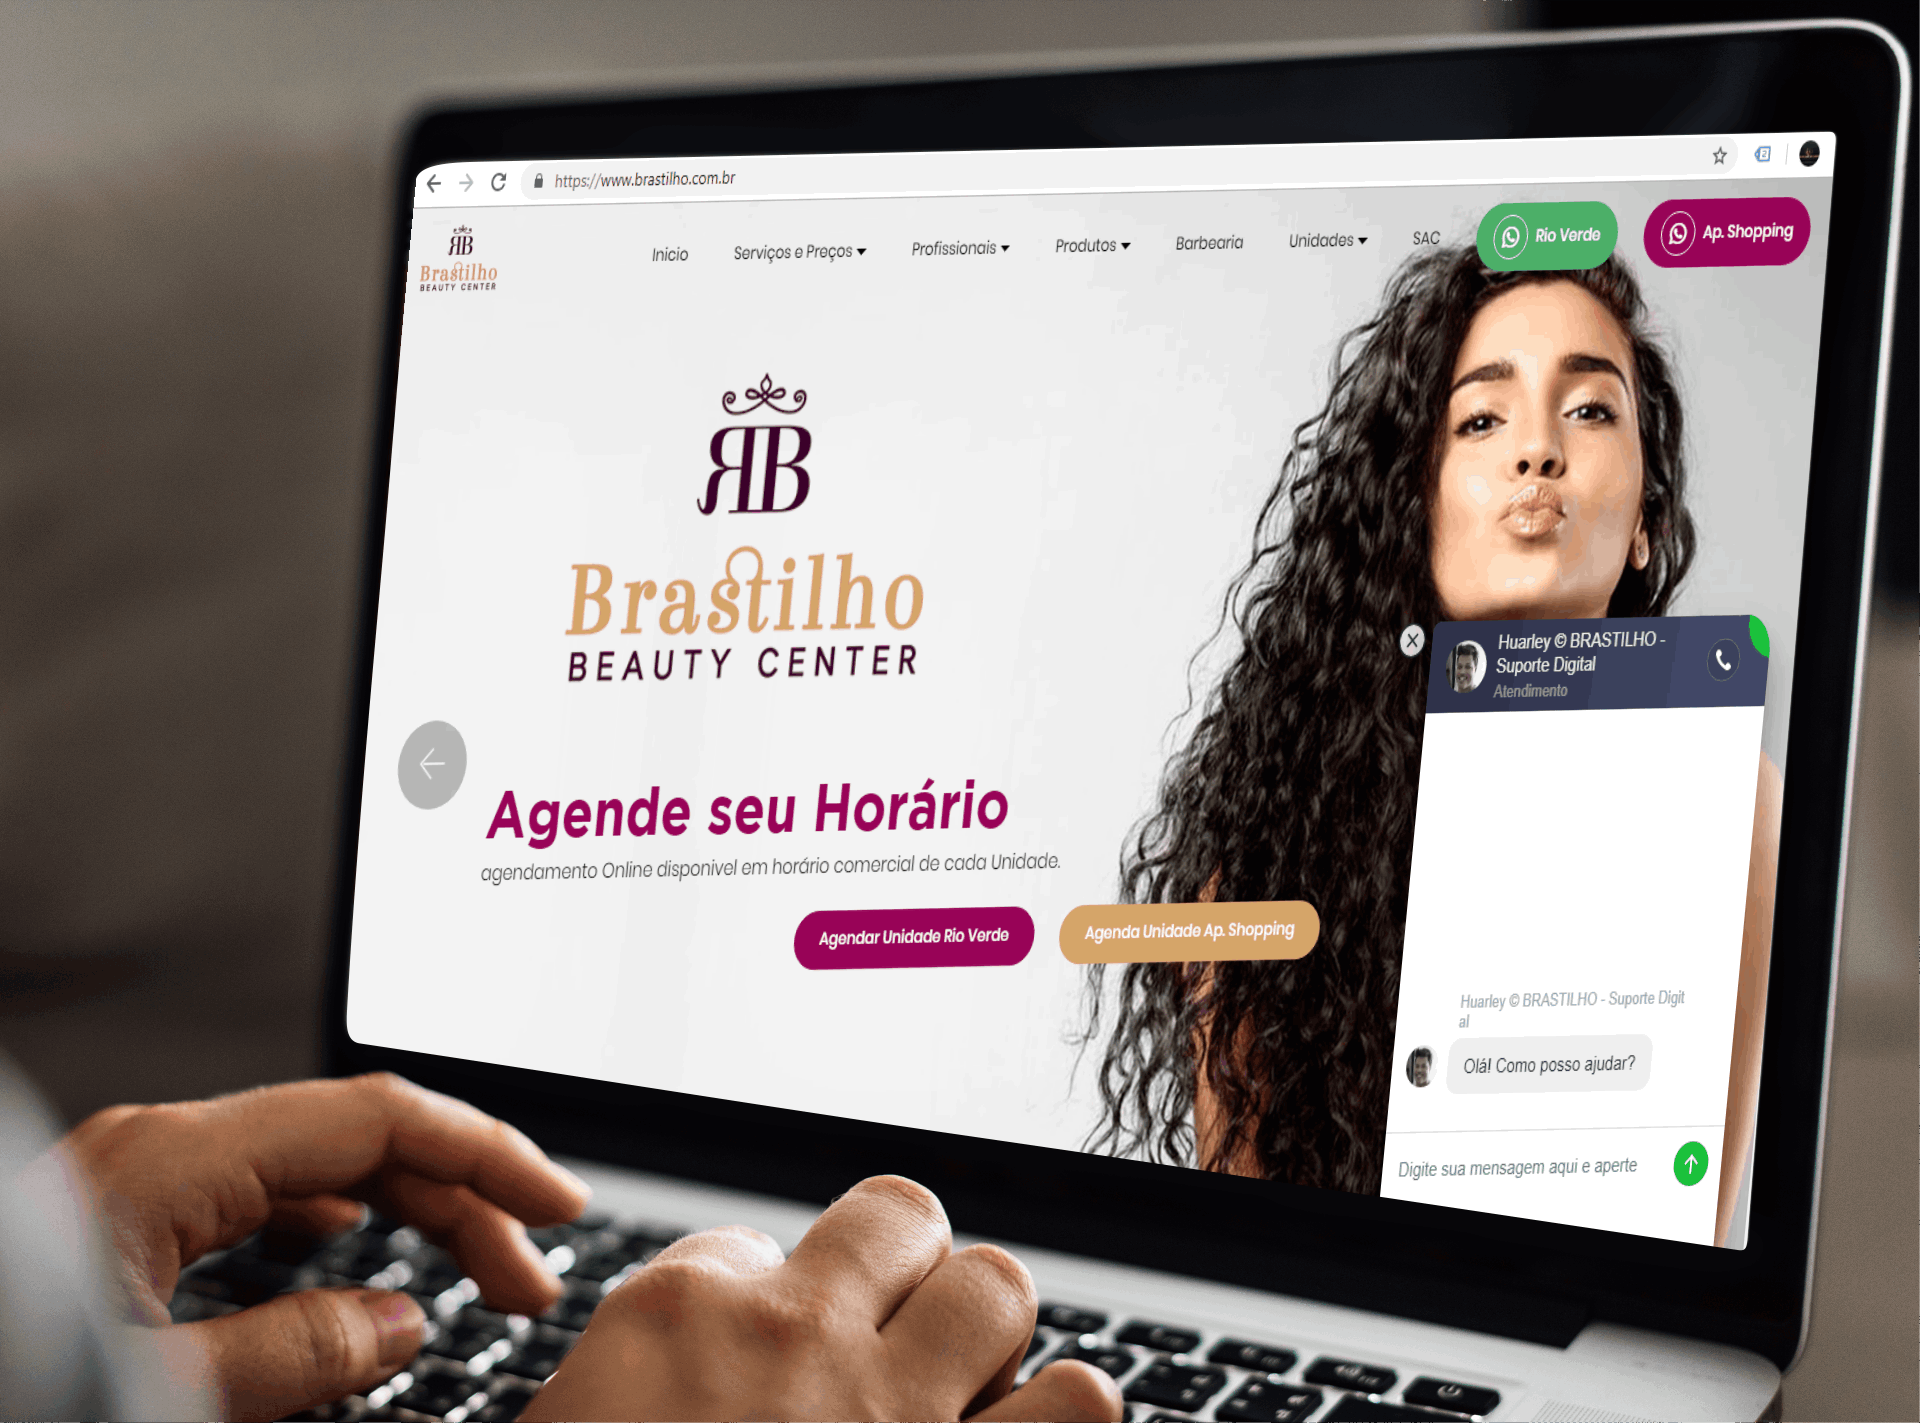 https://www.brastilho.com.br
RB
Brastilho
BEAUTY CENTER
Inicio
Serviços e Preços
Profissionais
Produtos
Barbearia
Unidades
SAC
Rio Verde
Ap. Shopping
RB
Brastilho
BEAUTY CENTER
Agende seu Horário
agendamento Online disponivel em horário comercial de cada Unidade.
Agendar Unidade Rio Verde
Agenda Unidade Ap. Shopping
Huarley © BRASTILHO -
Suporte Digital
Atendimento
Huarley © BRASTILHO - Suporte Digit
al
Olá! Como posso ajudar?
Digite sua mensagem aqui e aperte